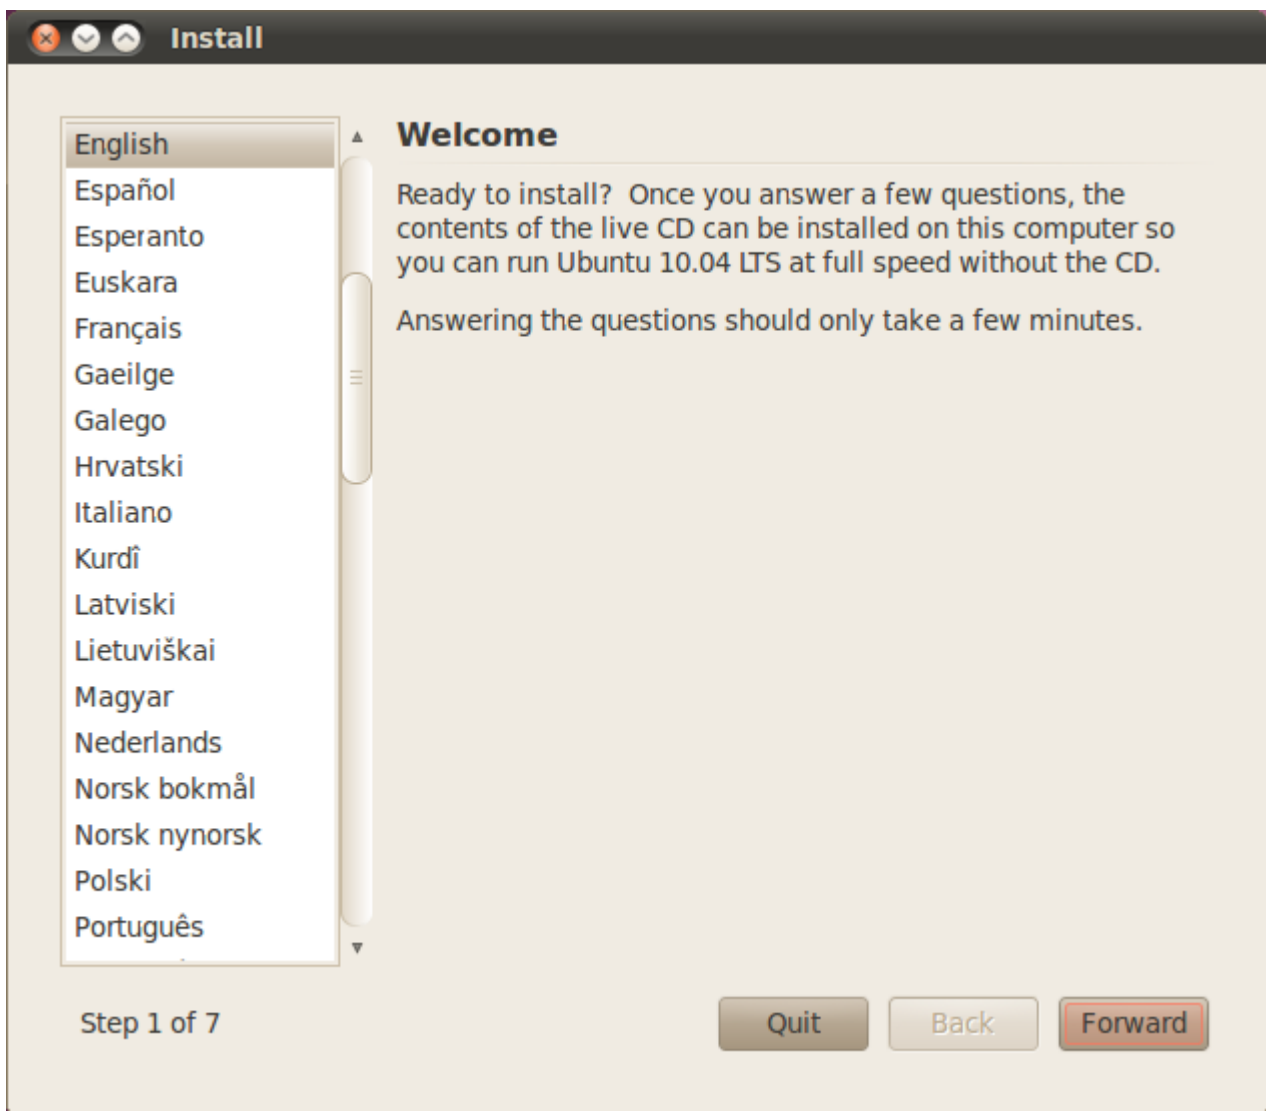 Install
English
Español
Esperanto
Euskara
Français
Gaeilge
Galego
Hrvatski
Italiano
Kurdî
Latviski
Lietuviškai
Magyar
Nederlands
Norsk bokmål
Norsk nynorsk
Polski
Português
Welcome
Ready to install?  Once you answer a few questions, the
contents of the live CD can be installed on this computer so
you can run Ubuntu 10.04 LTS at full speed without the CD.
Answering the questions should only take a few minutes.
Step 1 of 7
Quit
Back
Forward